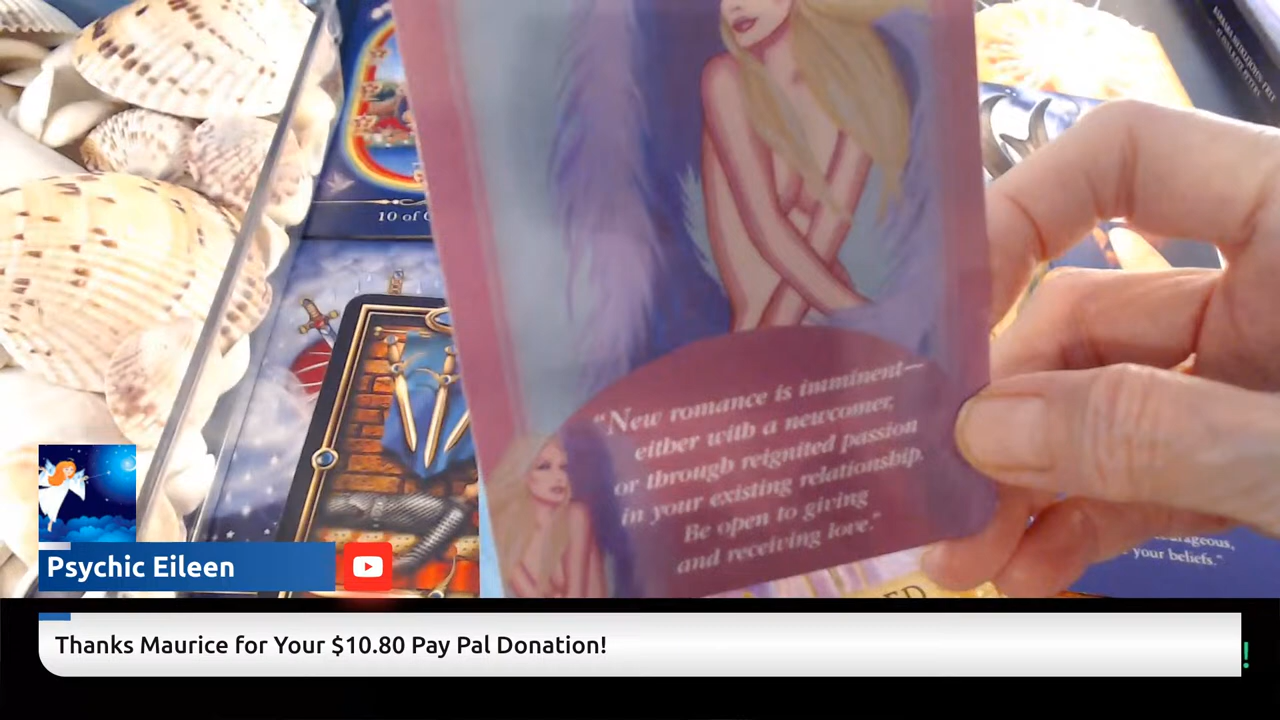 10 of
"New romance is imminent—
either with a newcomer,
or through reignited passion
in your existing relationship.
Be open to giving
and receiving love."
your beliefs."
Psychic Eileen
Thanks Maurice for Your $10.80 Pay Pal Donation!
!